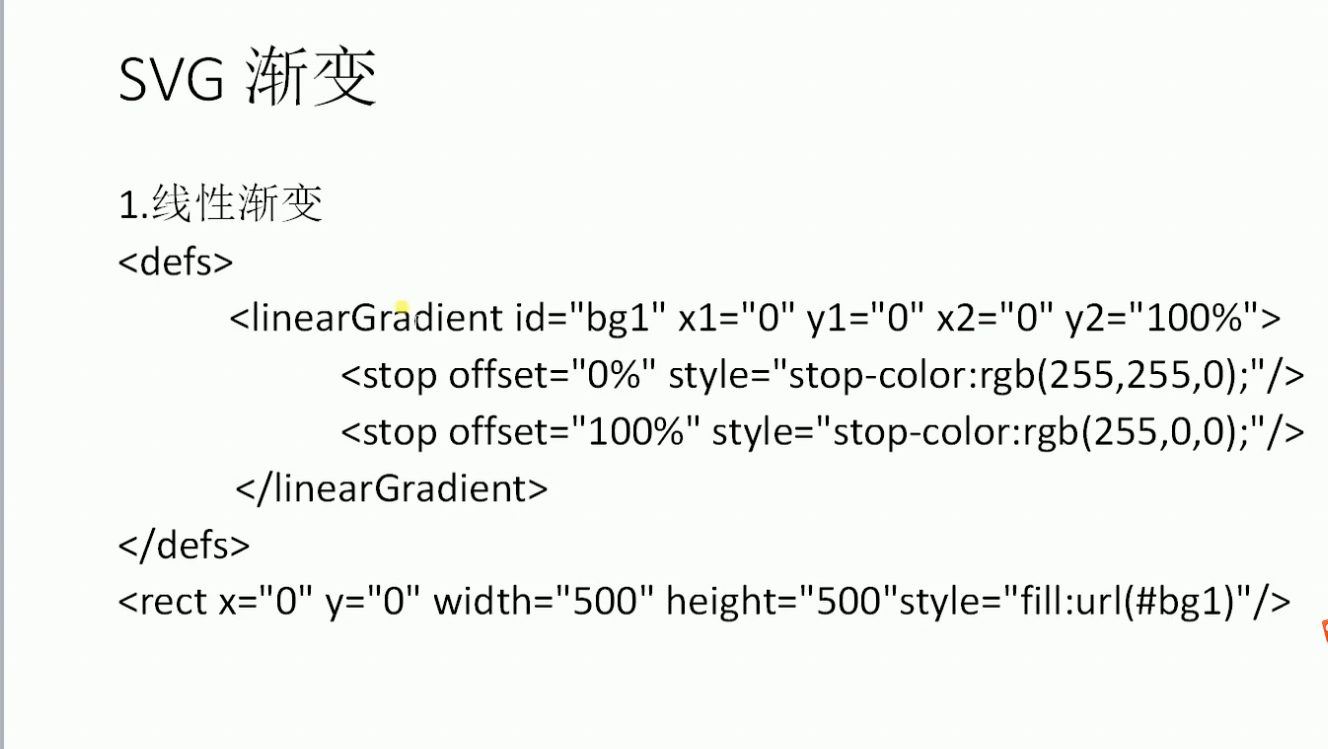 SVG 渐变
1.线性渐变
<defs>
<linearGradient id="bg1" x1="0" y1="0" x2="0" y2="100%">
<stop offset="0%" style="stop-color:rgb(255,255,0);"/>
<stop offset="100%" style="stop-color:rgb(255,0,0);"/>
</linearGradient>
</defs>
<rect x="0" y="0" width="500" height="500"style="fill:url(#bg1)"/>